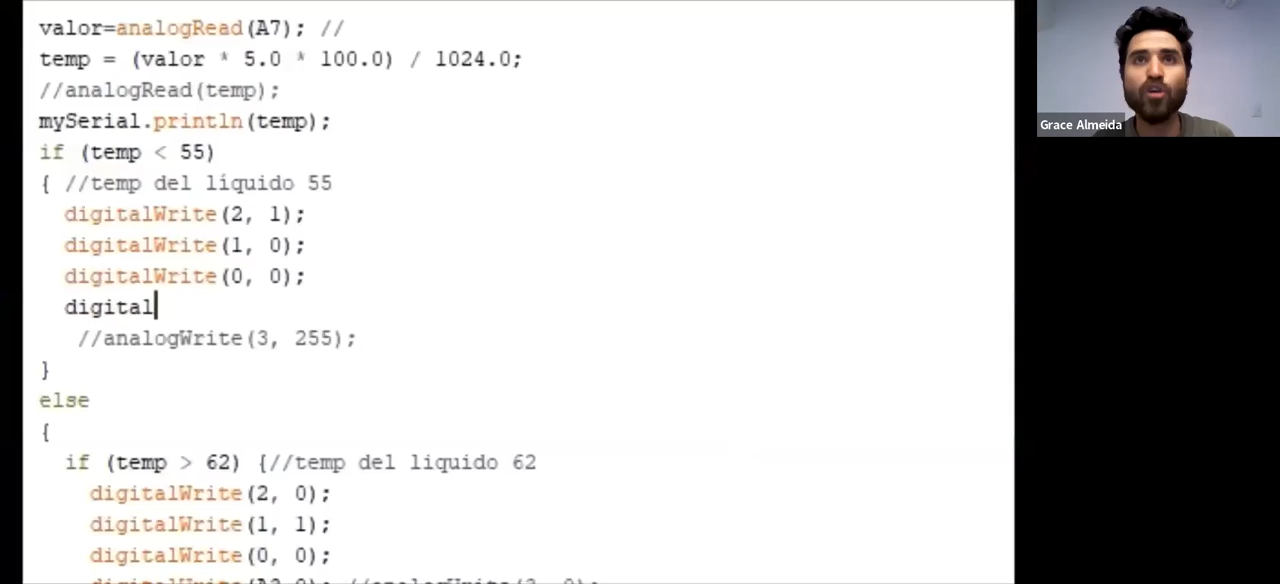 valor=analogRead(A7); //
temp = (valor * 5.0 * 100.0) / 1024.0;
//analogRead(temp);
mySerial.println(temp);
if (temp < 55)
{ //temp del líquido 55
digitalWrite(2, 1);
digitalWrite(1, 0);
digitalWrite(0, 0);
digital
//analogWrite(3, 255);
}
else
{
if (temp > 62) {//temp del liquido 62
digitalWrite(2, 0);
digitalWrite(1, 1);
digitalWrite(0, 0);
Grace Almeida